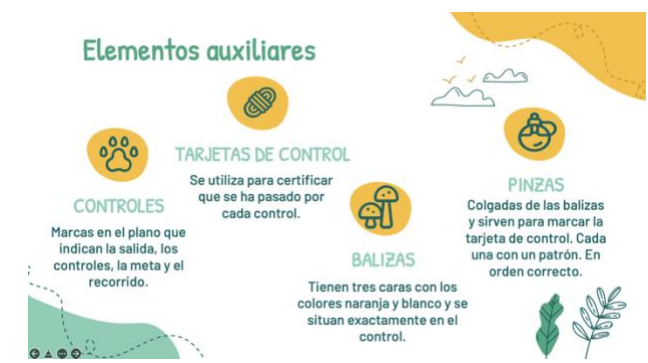 Elementos auxiliares
TARJETAS DE CONTROL
Se utiliza para certificar
que se ha pasado por
cada control.
CONTROLES
Marcas en el plano que
indican la salida, los
controles, la meta y el
recorrido.
BALIZAS
Tienen tres caras con los
colores naranja y blanco y se
situan exactamente en el
control.
PINZAS
Colgadas de las balizas
y sirven para marcar la
tarjeta de control. Cada
una con un patrón. En
orden correcto.